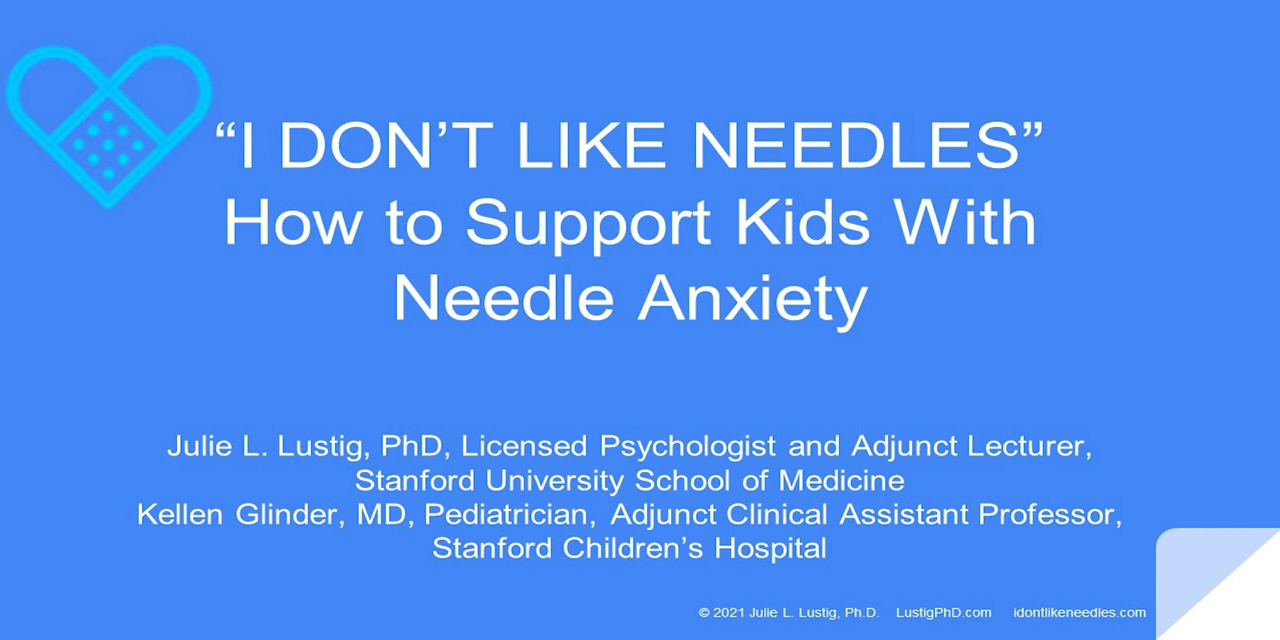 “I DON’T LIKE NEEDLES”
How to Support Kids With
Needle Anxiety
Julie L. Lustig, PhD, Licensed Psychologist and Adjunct Lecturer,
Stanford University School of Medicine
Kellen Glinder, MD, Pediatrician, Adjunct Clinical Assistant Professor,
Stanford Children’s Hospital
© 2021 Julie L. Lustig, Ph.D. LustigPhD.com idontlikeneedles.com